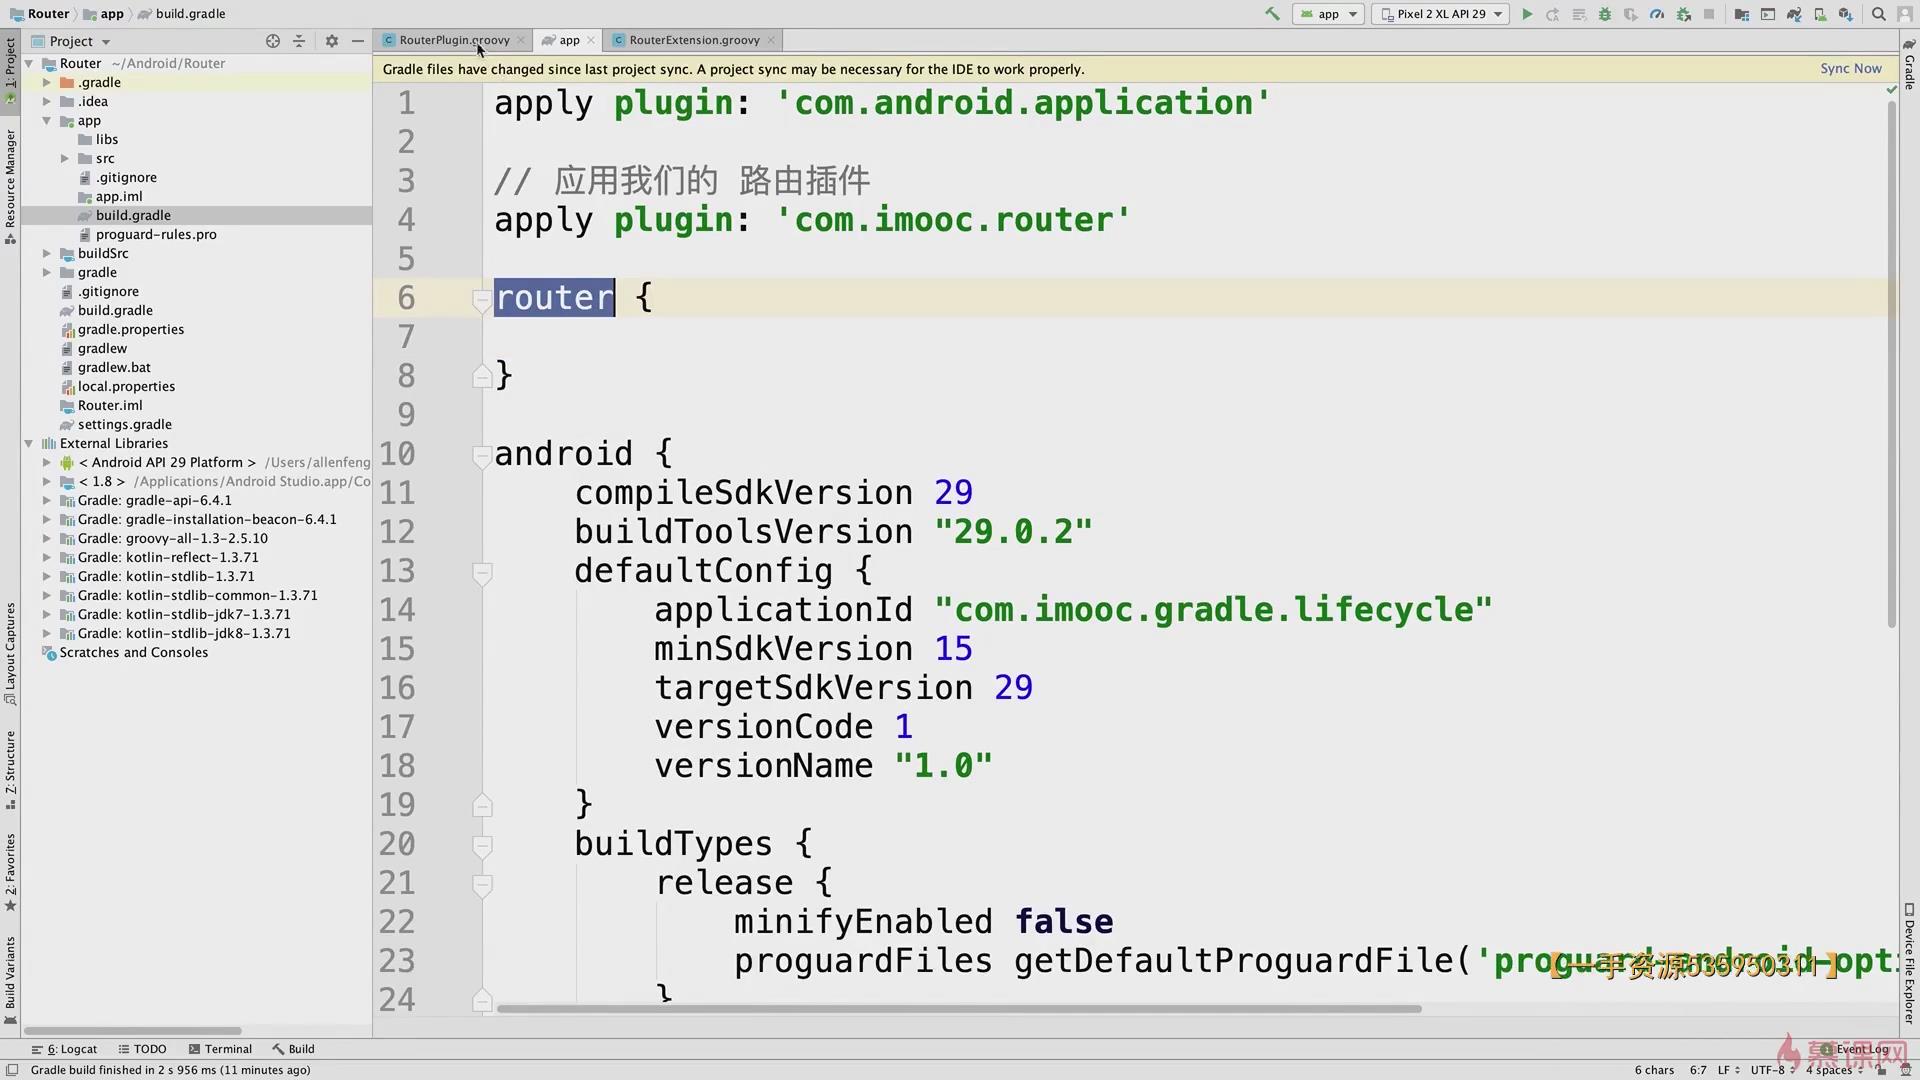 Router app build.gradle
app Pixel 2 XL API 29
Project
RouterPlugin.groovy app RouterExtension.groovy
Gradle files have changed since last project sync. A project sync may be necessary for the IDE to work properly. Sync Now
Router ~/Android/Router
.gradle
.idea
app
libs
src
.gitignore
app.iml
build.gradle
proguard-rules.pro
buildSrc
gradle
.gitignore
build.gradle
gradle.properties
gradlew
gradlew.bat
local.properties
Router.iml
settings.gradle
External Libraries
< Android API 29 Platform > /Users/allenfeng
< 1.8 > /Applications/Android Studio.app/Co
Gradle: gradle-api-6.4.1
Gradle: gradle-installation-beacon-6.4.1
Gradle: groovy-all-1.3-2.5.10
Gradle: kotlin-reflect-1.3.71
Gradle: kotlin-stdlib-1.3.71
Gradle: kotlin-stdlib-common-1.3.71
Gradle: kotlin-stdlib-jdk7-1.3.71
Gradle: kotlin-stdlib-jdk8-1.3.71
Scratches and Consoles
1: Project
Resource Manager
Layout Captures
Z: Structure
2: Favorites
Build Variants
1 apply plugin: 'com.android.application'
2
3 // 应用我们的 路由插件
4 apply plugin: 'com.imooc.router'
5
6 router {
7
8 }
9
10 android {
11 compileSdkVersion 29
12 buildToolsVersion "29.0.2"
13 defaultConfig {
14 applicationId "com.imooc.gradle.lifecycle"
15 minSdkVersion 15
16 targetSdkVersion 29
17 versionCode 1
18 versionName "1.0"
19 }
20 buildTypes {
21 release {
22 minifyEnabled false
23 proguardFiles getDefaultProguardFile('proguard-android-opti
24 }
【一手资源535950311】
Gradle
Device File Explorer
6: Logcat TODO Terminal Build Event Log
慕课网
Gradle build finished in 2 s 956 ms (11 minutes ago) 6 chars 6:7 LF UTF-8 4 spaces